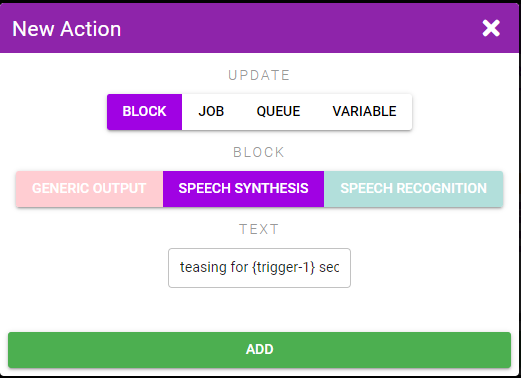 New Action
UPDATE
BLOCK JOB QUEUE VARIABLE
BLOCK
GENERIC OUTPUT SPEECH SYNTHESIS SPEECH RECOGNITION
TEXT
teasing for {trigger-1} sec
ADD